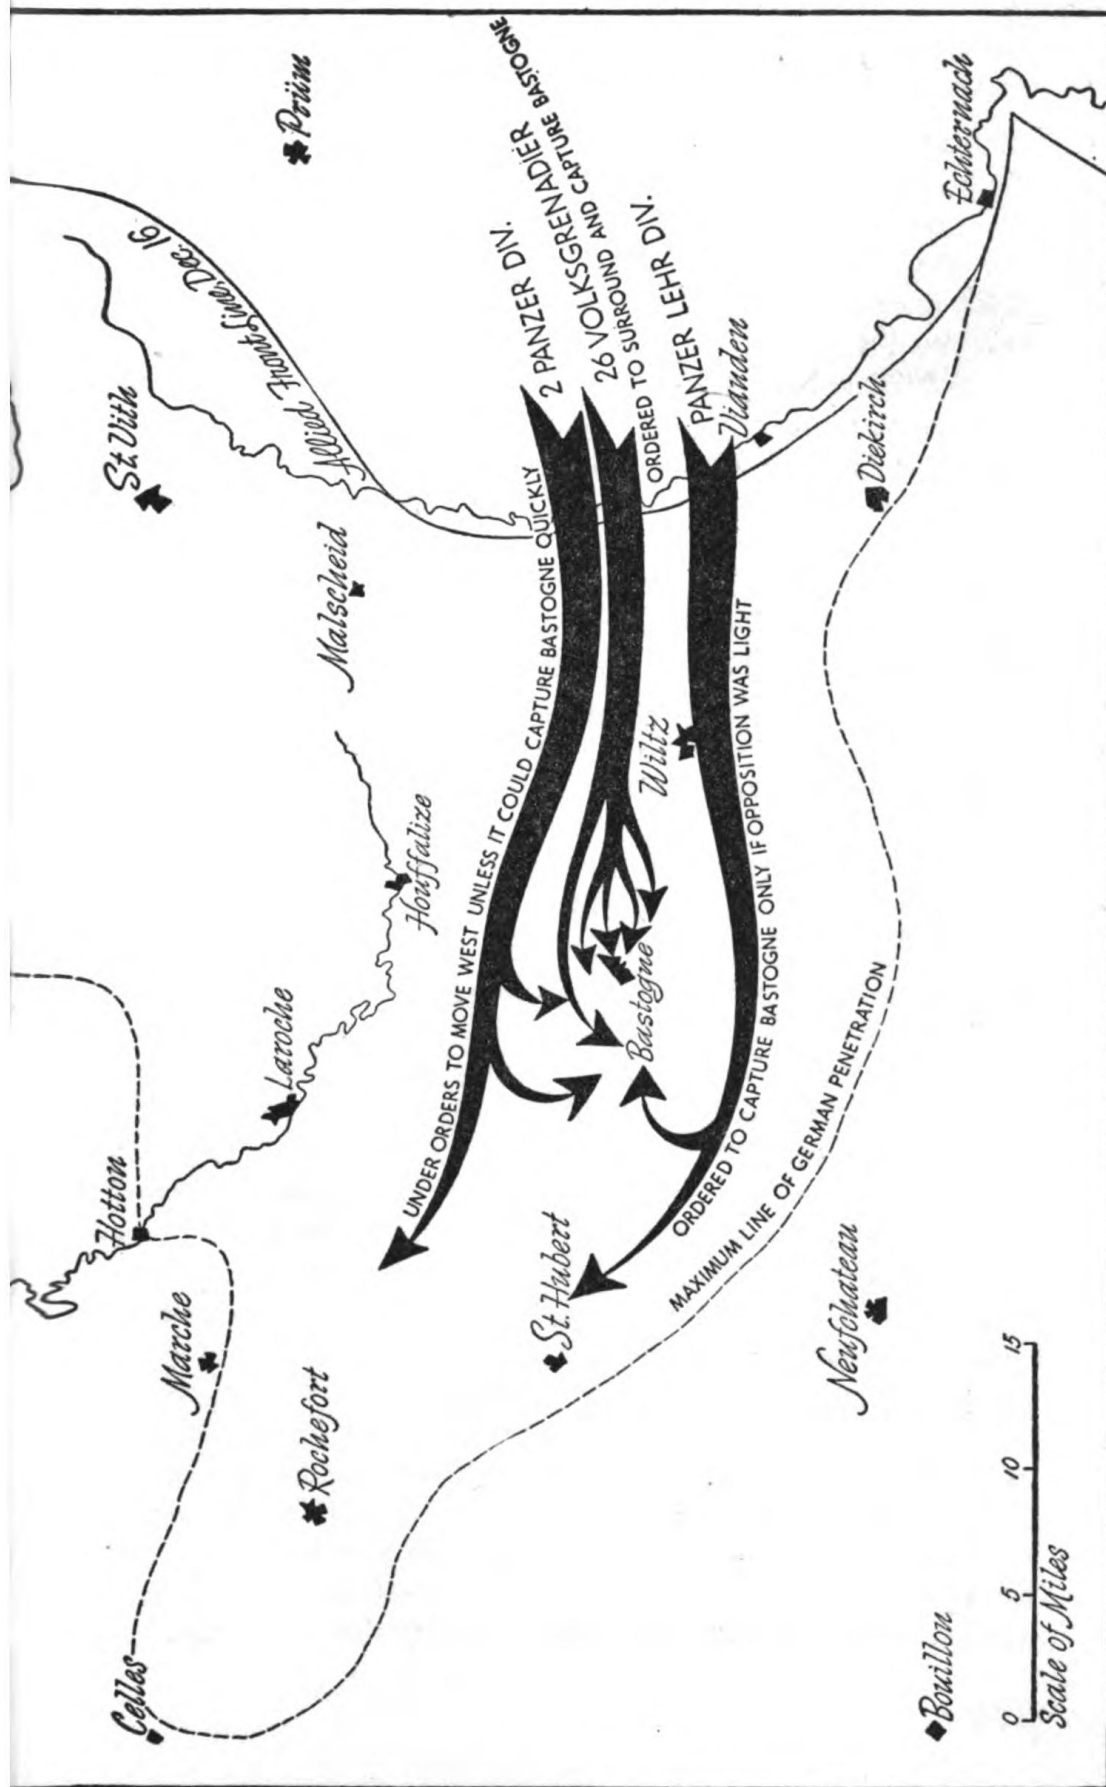 Celles
Hotton
Marche
St. Vith
Laroche
Allied Front Line, Dec. 16
Prüm
Rochefort
Malscheid
Houffalize
UNDER ORDERS TO MOVE WEST UNLESS IT COULD CAPTURE BASTOGNE QUICKLY
2 PANZER DIV.
26 VOLKSGRENADIER
ORDERED TO SURROUND AND CAPTURE BASTOGNE
BASTOGNE
St. Hubert
Bastogne
Wiltz
PANZER LEHR DIV.
Vianden
ORDERED TO CAPTURE BASTOGNE ONLY IF OPPOSITION WAS LIGHT
MAXIMUM LINE OF GERMAN PENETRATION
Neufchateau
Diekirch
Echternach
Bouillon
0 5 10 15
Scale of Miles